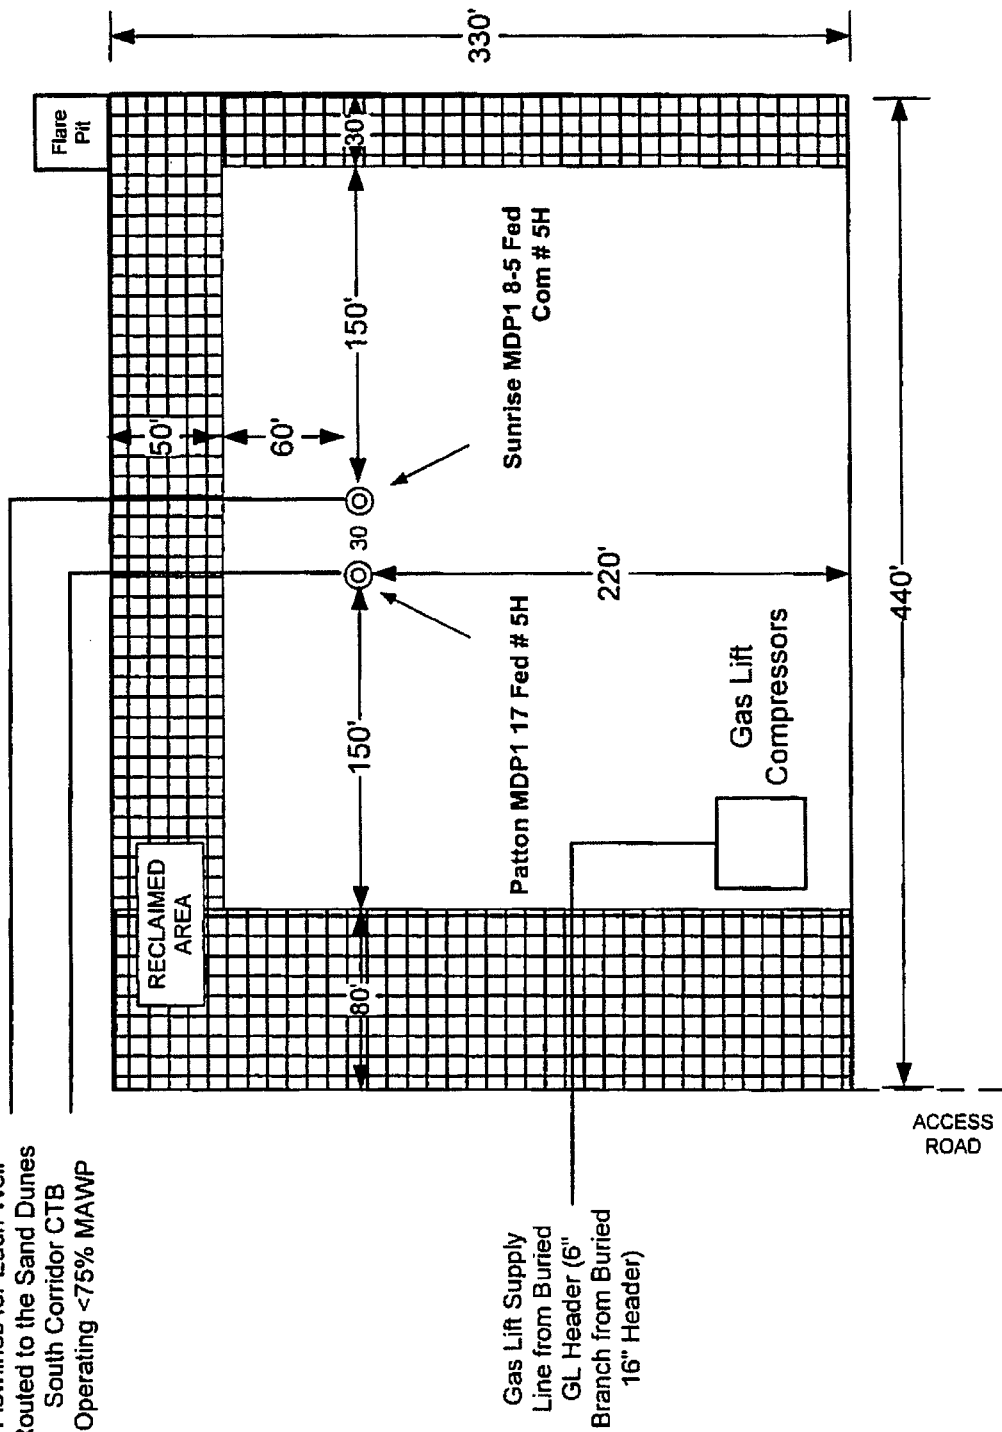 Routed to the Sand Dunes
South Corridor CTB
Operating <75% MAWP
Flare
Pit
330'
50'
60'
30'
150'
30
150'
80'
RECLAIMED
AREA
Sunrise MDP1 8-5 Fed
Com # 5H
Patton MDP1 17 Fed # 5H
220'
Gas Lift
Compressors
440'
Gas Lift Supply
Line from Buried
GL Header (6"
Branch from Buried
16" Header)
ACCESS
ROAD